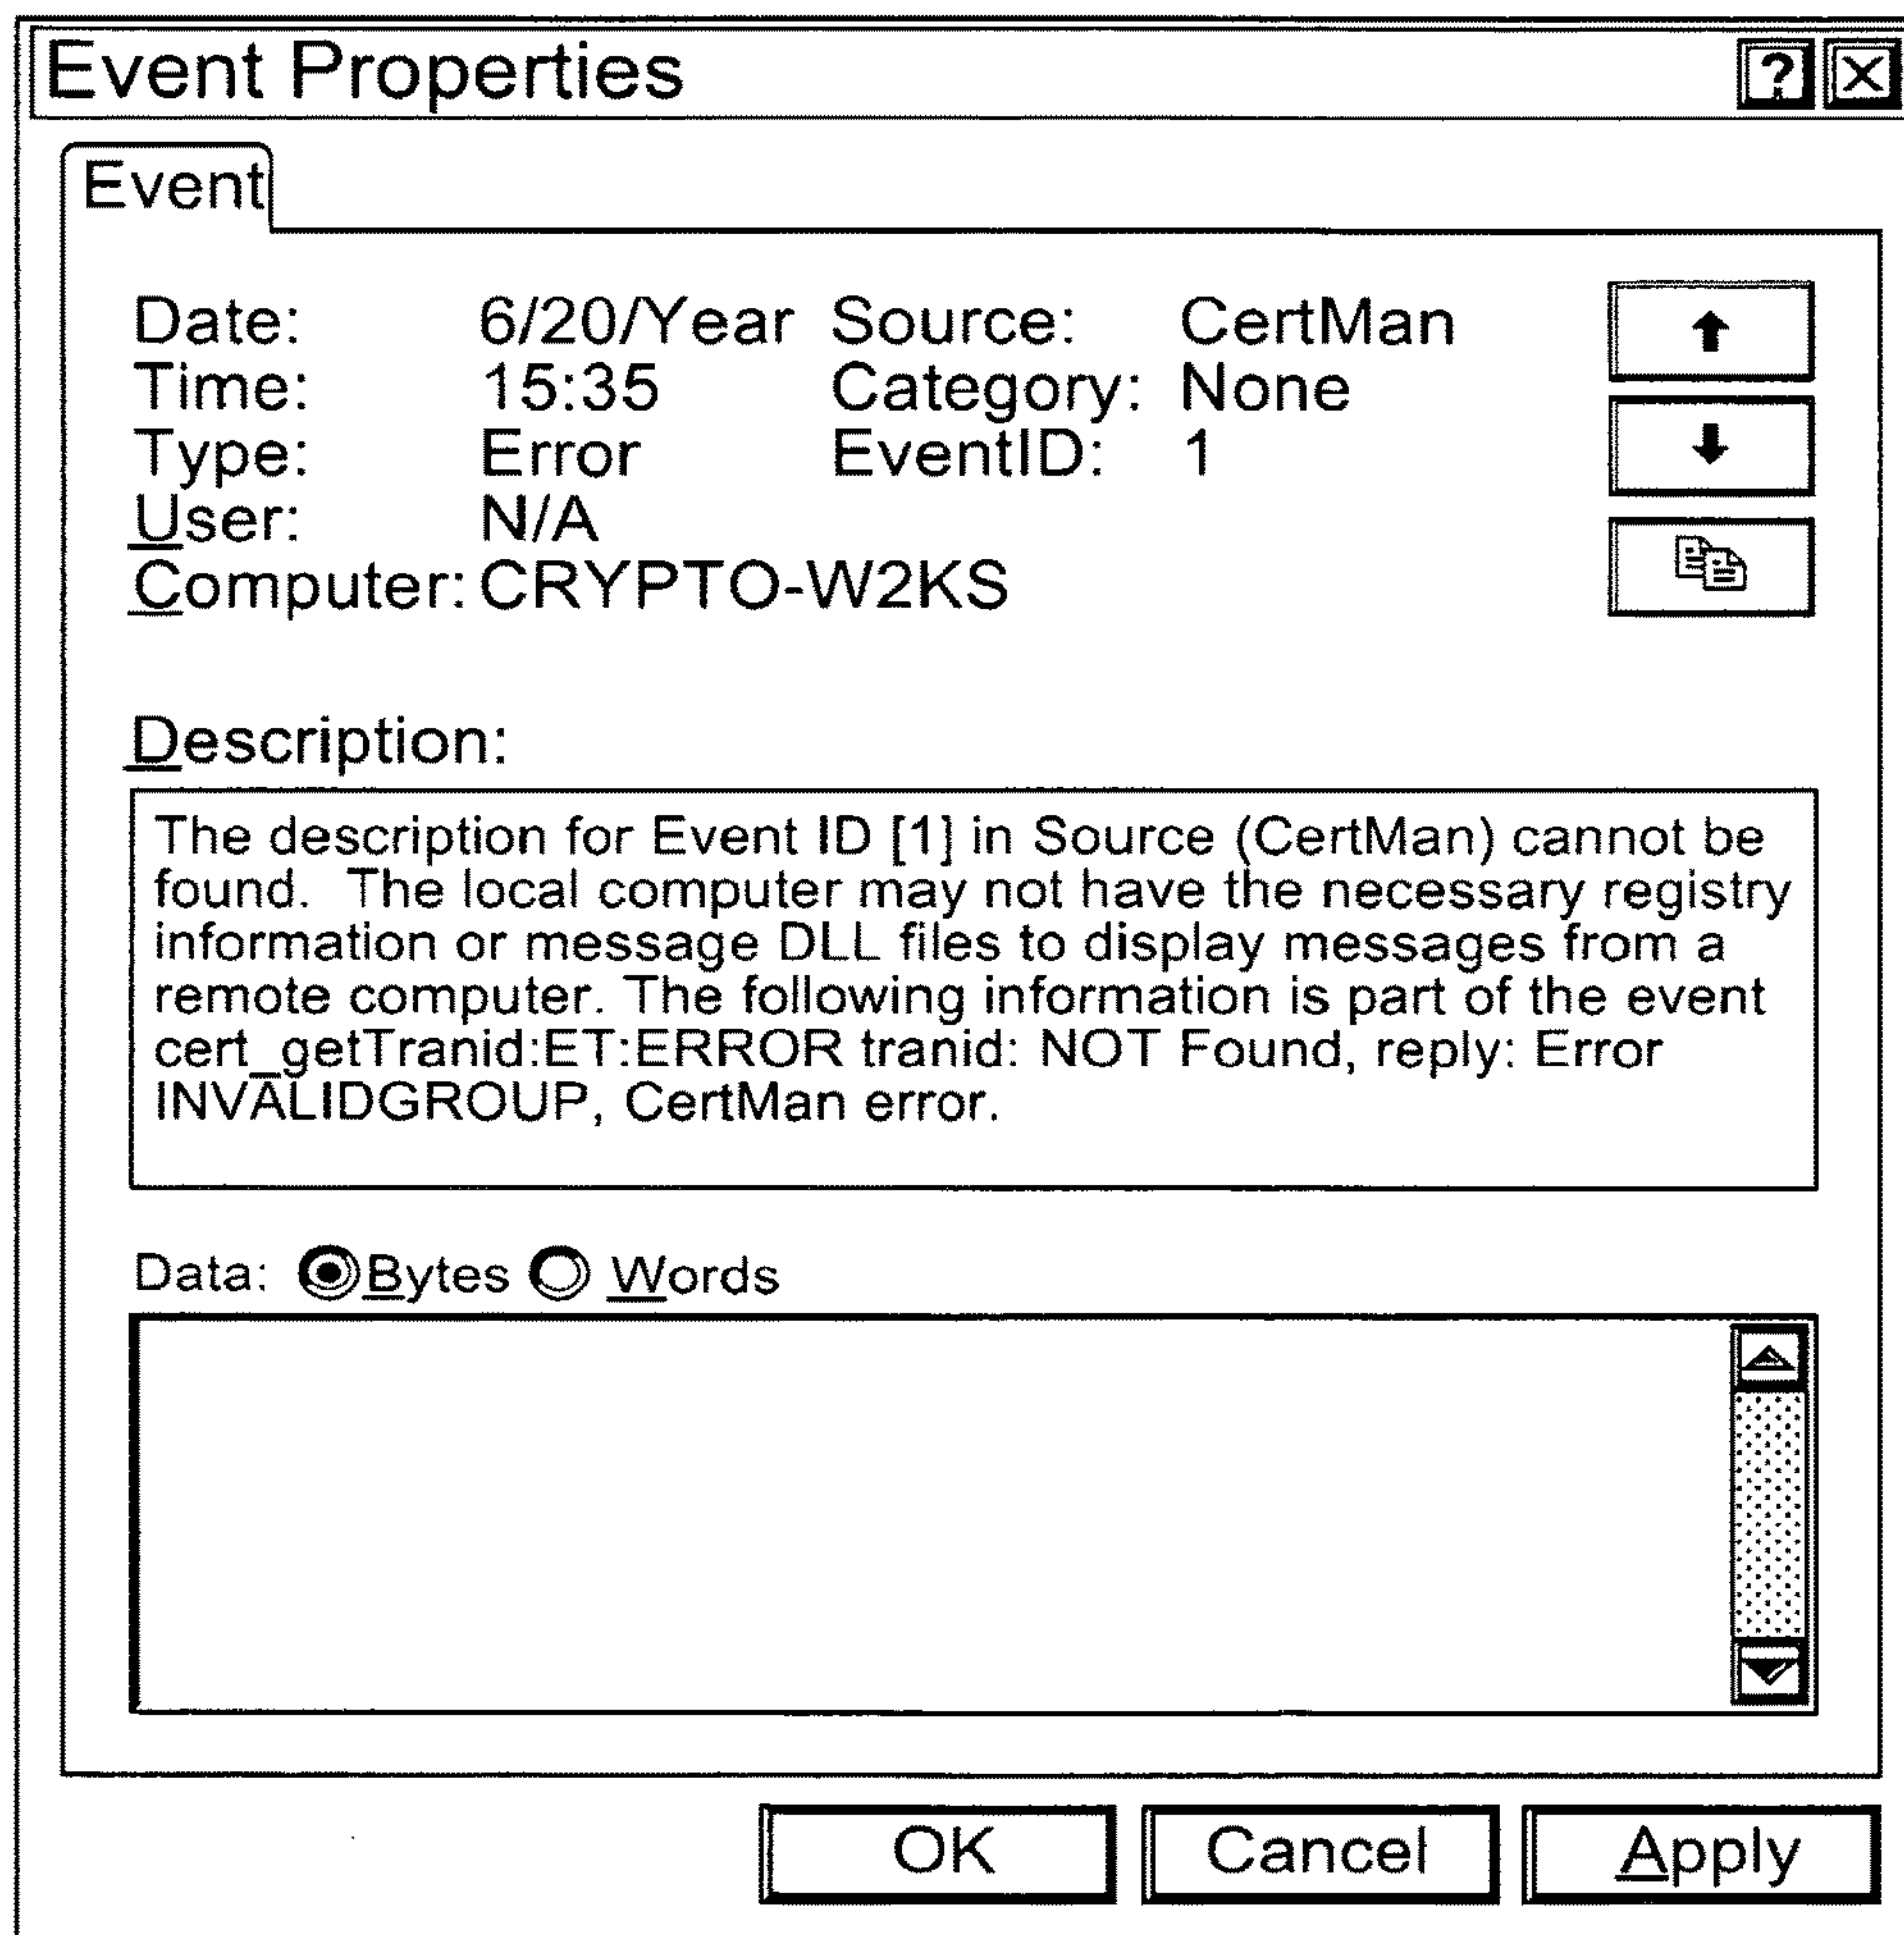 Event Properties ? X
Event
Date: 6/20/Year Source: CertMan
Time: 15:35 Category: None
Type: Error EventID: 1
User: N/A
Computer: CRYPTO-W2KS
Description:
The description for Event ID [1] in Source (CertMan) cannot be
found. The local computer may not have the necessary registry
information or message DLL files to display messages from a
remote computer. The following information is part of the event
cert_getTranid:ET:ERROR tranid: NOT Found, reply: Error
INVALIDGROUP, CertMan error.
Data: Bytes Words
OK Cancel Apply